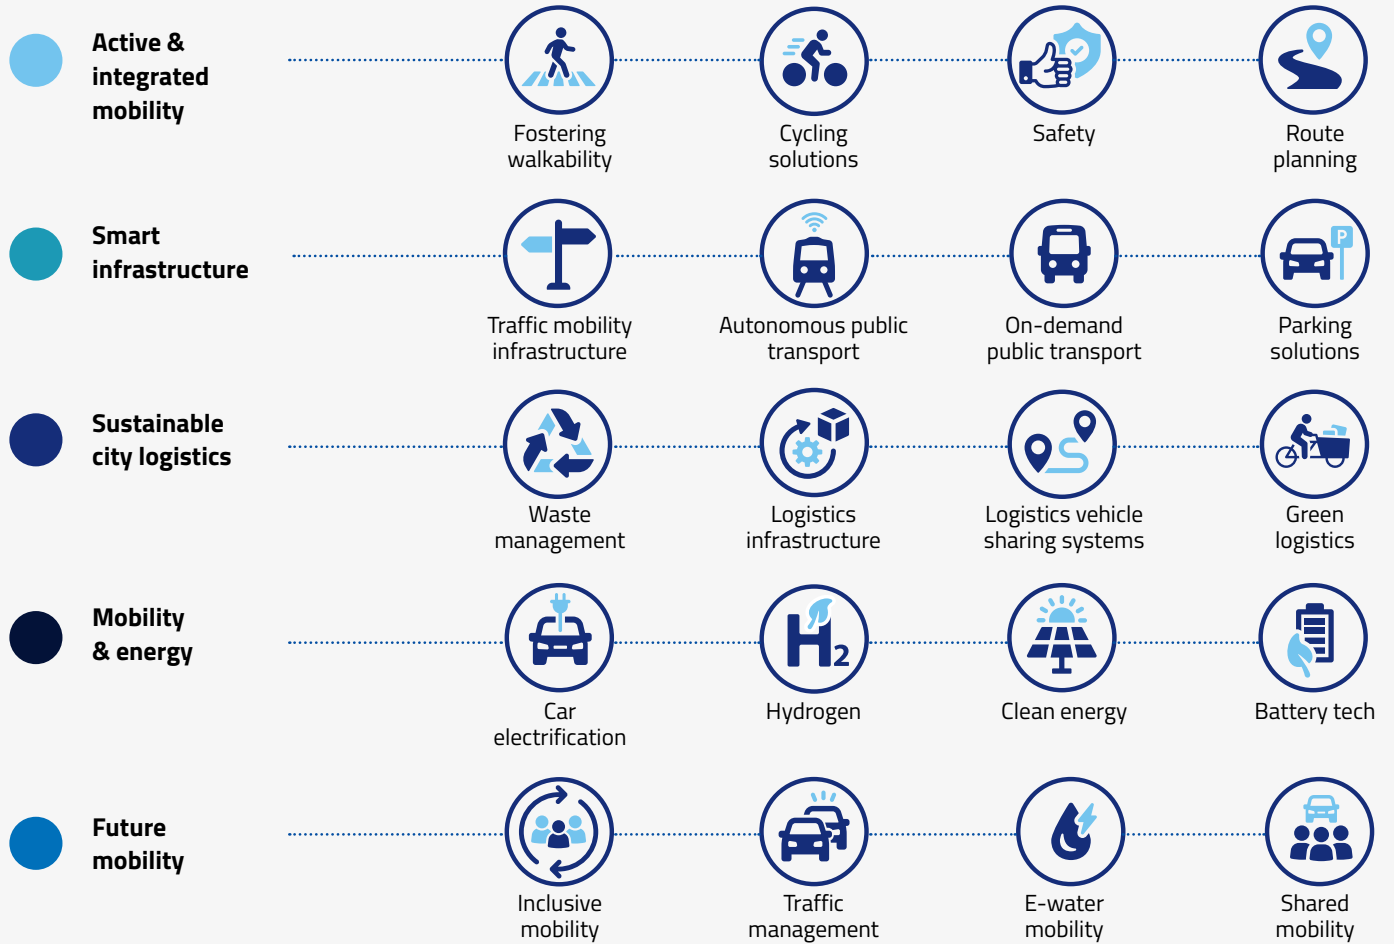 Active &
integrated
mobility
Fostering
walkability
Cycling
solutions
Safety
Route
planning
Smart
infrastructure
P
Traffic mobility
infrastructure
Autonomous public
transport
On-demand
public transport
Parking
solutions
Sustainable
city logistics
Waste
management
Logistics
infrastructure
Logistics vehicle
sharing systems
Green
logistics
Mobility
& energy
H2
Car
electrification
Hydrogen
Clean energy
Battery tech
Future
mobility
Inclusive
mobility
Traffic
management
E-water
mobility
Shared
mobility